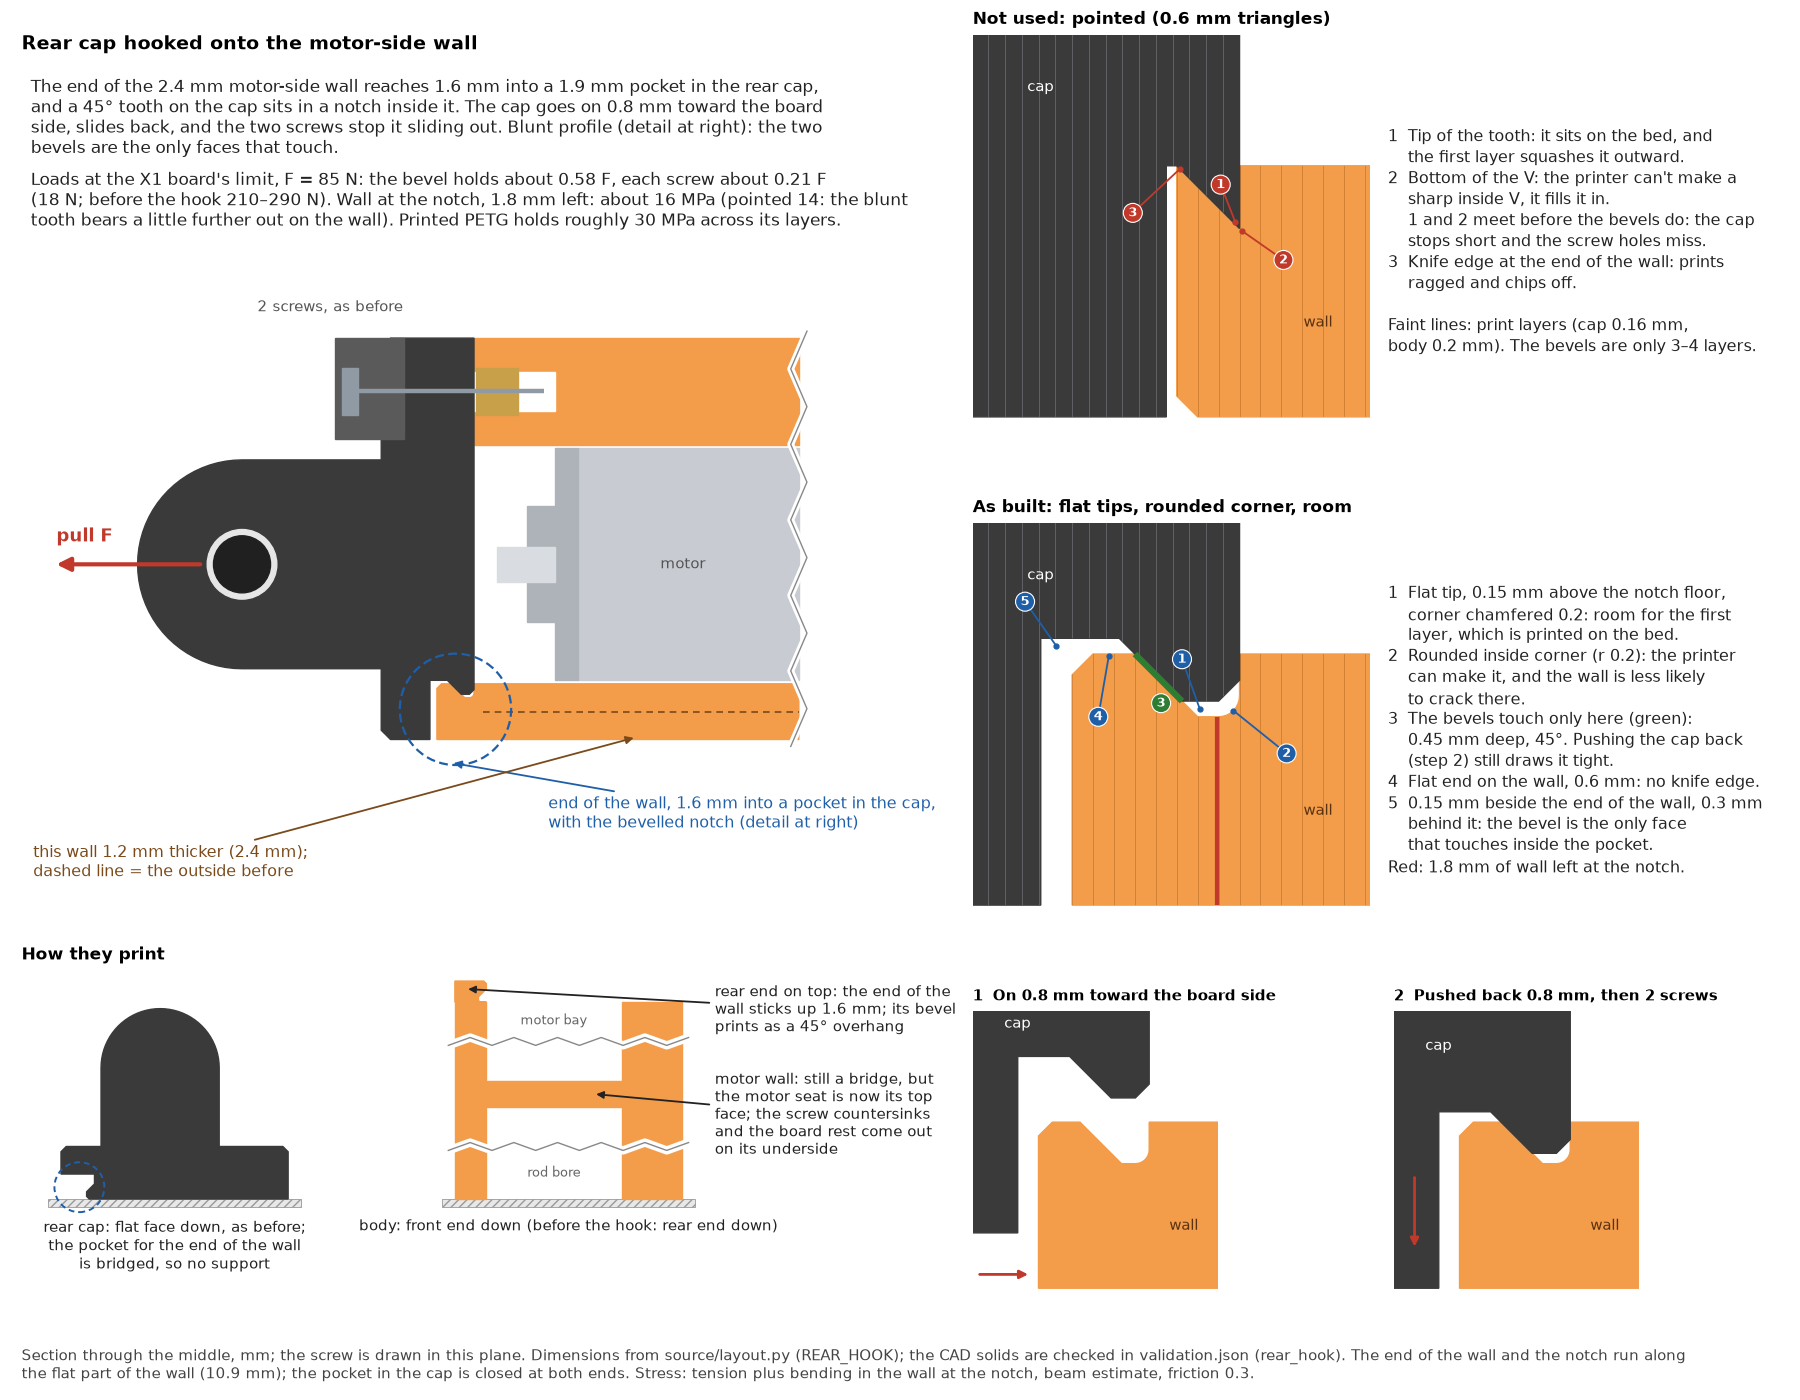 Rear cap hooked onto the motor-side wall
The end of the 2.4 mm motor-side wall reaches 1.6 mm into a 1.9 mm pocket in the rear cap,
and a 45° tooth on the cap sits in a notch inside it. The cap goes on 0.8 mm toward the board
side, slides back, and the two screws stop it sliding out. Blunt profile (detail at right): the two
bevels are the only faces that touch.
Loads at the X1 board's limit, F = 85 N: the bevel holds about 0.58 F, each screw about 0.21 F
(18 N; before the hook 210–290 N). Wall at the notch, 1.8 mm left: about 16 MPa (pointed 14: the blunt
tooth bears a little further out on the wall). Printed PETG holds roughly 30 MPa across its layers.
2 screws, as before
pull F
motor
end of the wall, 1.6 mm into a pocket in the cap,
with the bevelled notch (detail at right)
this wall 1.2 mm thicker (2.4 mm);
dashed line = the outside before
Not used: pointed (0.6 mm triangles)
cap
1
3
2
wall
1 Tip of the tooth: it sits on the bed, and
the first layer squashes it outward.
2 Bottom of the V: the printer can't make a
sharp inside V, it fills it in.
1 and 2 meet before the bevels do: the cap
stops short and the screw holes miss.
3 Knife edge at the end of the wall: prints
ragged and chips off.
Faint lines: print layers (cap 0.16 mm,
body 0.2 mm). The bevels are only 3–4 layers.
As built: flat tips, rounded corner, room
cap
5
1
3
4
2
wall
1 Flat tip, 0.15 mm above the notch floor,
corner chamfered 0.2: room for the first
layer, which is printed on the bed.
2 Rounded inside corner (r 0.2): the printer
can make it, and the wall is less likely
to crack there.
3 The bevels touch only here (green):
0.45 mm deep, 45°. Pushing the cap back
(step 2) still draws it tight.
4 Flat end on the wall, 0.6 mm: no knife edge.
5 0.15 mm beside the end of the wall, 0.3 mm
behind it: the bevel is the only face
that touches inside the pocket.
Red: 1.8 mm of wall left at the notch.
How they print
rear cap: flat face down, as before;
the pocket for the end of the wall
is bridged, so no support
motor bay
rod bore
body: front end down (before the hook: rear end down)
rear end on top: the end of the
wall sticks up 1.6 mm; its bevel
prints as a 45° overhang
motor wall: still a bridge, but
the motor seat is now its top
face; the screw countersinks
and the board rest come out
on its underside
1 On 0.8 mm toward the board side
cap
wall
2 Pushed back 0.8 mm, then 2 screws
cap
wall
Section through the middle, mm; the screw is drawn in this plane. Dimensions from source/layout.py (REAR_HOOK); the CAD solids are checked in validation.json (rear_hook). The end of the wall and the notch run along
the flat part of the wall (10.9 mm); the pocket in the cap is closed at both ends. Stress: tension plus bending in the wall at the notch, beam estimate, friction 0.3.